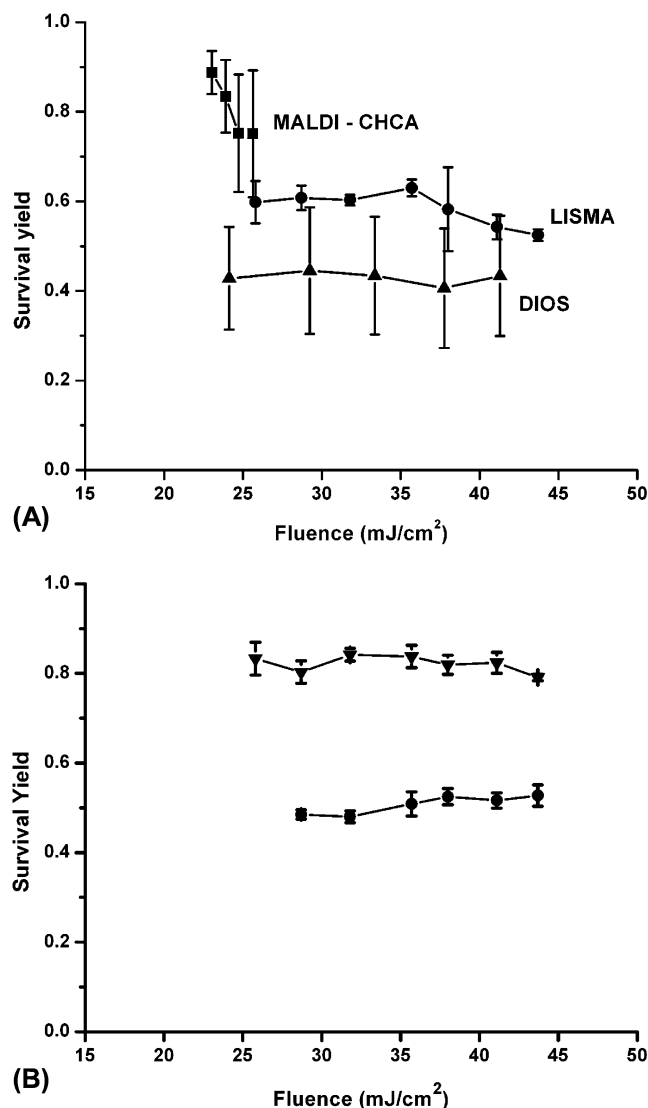 1.0
0.8
0.6
0.4
0.2
0.0
Survival yield
MALDI - CHCA
LISMA
DIOS
15 20 25 30 35 40 45 50
(A)
Fluence (mJ/cm²)
1.0
0.8
0.6
0.4
0.2
0.0
Survival Yield
15 20 25 30 35 40 45 50
(B)
Fluence (mJ/cm²)